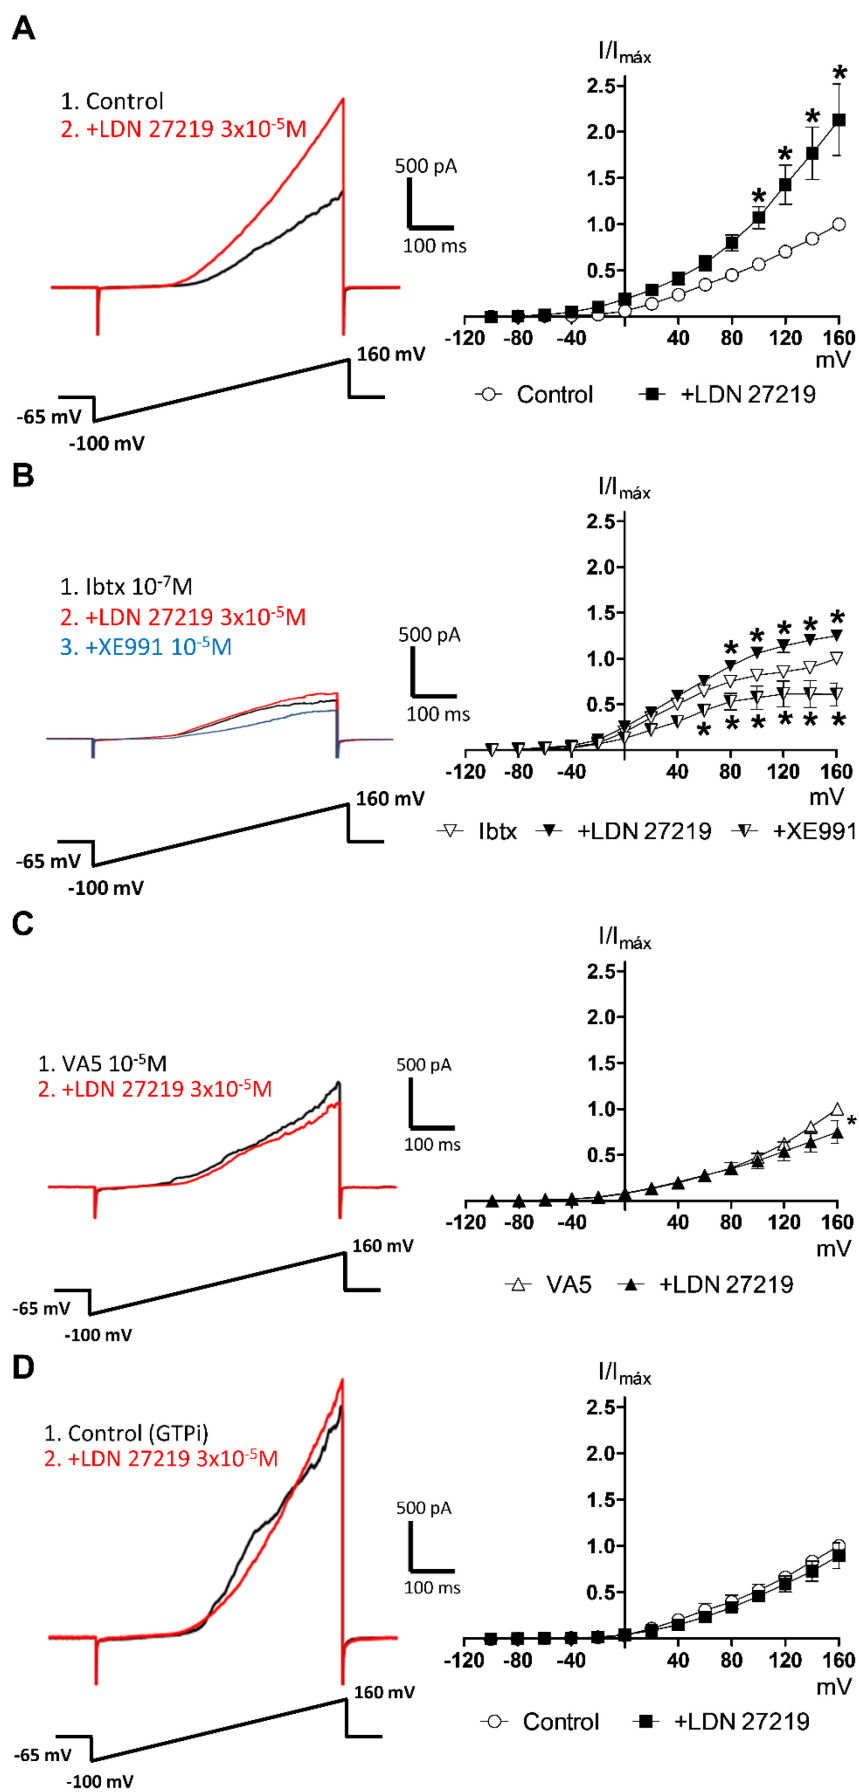 A
I/Imáx
1. Control
2. +LDN 27219 3x10-5M
500 pA
100 ms
2.5
2.0
1.5
1.0
0.5
* * * *
-120 -80 -40 40 80 120 160
mV
160 mV
-65 mV
-100 mV
Control +LDN 27219
B
I/Imáx
1. Ibtx 10-7M
2. +LDN 27219 3x10-5M
3. +XE991 10-5M
500 pA
100 ms
2.5
2.0
1.5
1.0
0.5
* * * * *
* * * * * *
-120 -80 -40 40 80 120 160
mV
160 mV
-65 mV
-100 mV
Ibtx +LDN 27219 +XE991
C
I/Imáx
1. VA5 10-5M
2. +LDN 27219 3x10-5M
500 pA
100 ms
2.5
2.0
1.5
1.0
0.5
*
-120 -80 -40 40 80 120 160
mV
160 mV
-65 mV
-100 mV
VA5 +LDN 27219
D
I/Imáx
1. Control (GTPi)
2. +LDN 27219 3x10-5M
500 pA
100 ms
2.5
2.0
1.5
1.0
0.5
-120 -80 -40 40 80 120 160
mV
160 mV
-65 mV
-100 mV
Control +LDN 27219